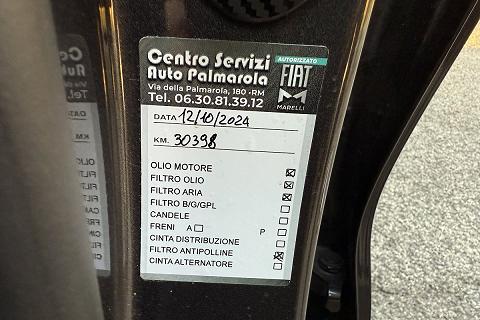 Centro Servizi
Auto Palmarola
Via della Palmarola, 180 -RM
Tel. 06.30.81.39.12
AUTORIZZATO
FIAT
MARELLI
DATA 12/10/2024
KM. 30398
OLIO MOTORE
FILTRO OLIO
FILTRO ARIA
FILTRO B/G/GPL
CANDELE
FRENI A P
CINTA DISTRIBUZIONE
FILTRO ANTIPOLLINE
CINTA ALTERNATORE